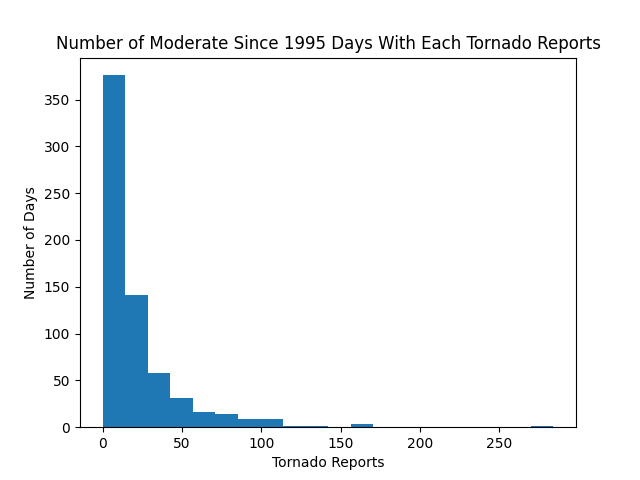 Number of Moderate Since 1995 Days With Each Tornado Reports
350
300
250
200
150
100
50
0
Number of Days
0 50 100 150 200 250
Tornado Reports